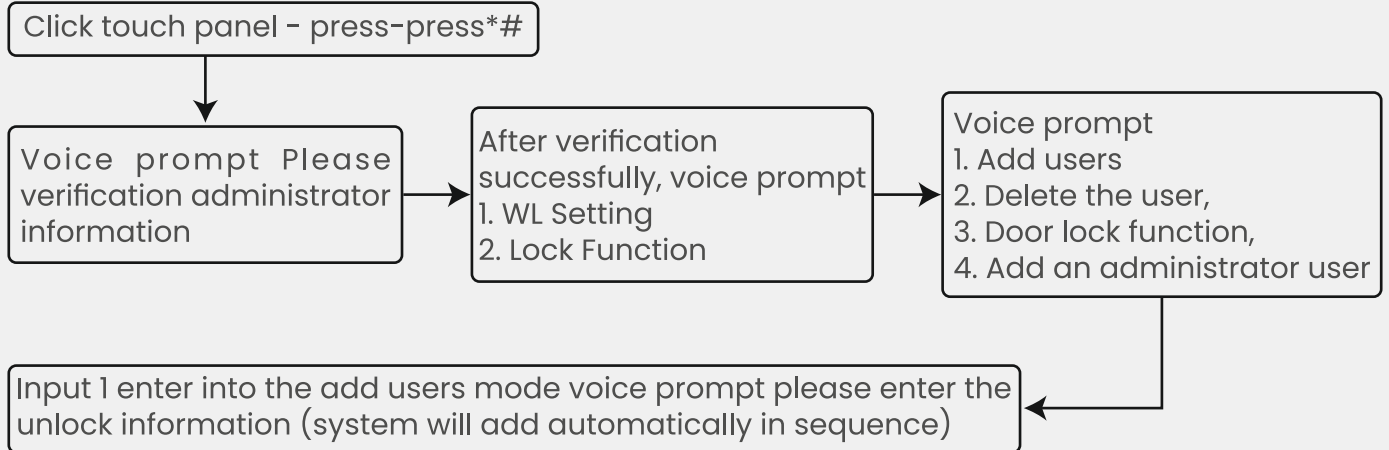 Click touch panel - press-press*#
Voice prompt Please
verification administrator
information
After verification
successfully, voice prompt
1. WL Setting
2. Lock Function
Voice prompt
1. Add users
2. Delete the user,
3. Door lock function,
4. Add an administrator user
Input 1 enter into the add users mode voice prompt please enter the
unlock information (system will add automatically in sequence)